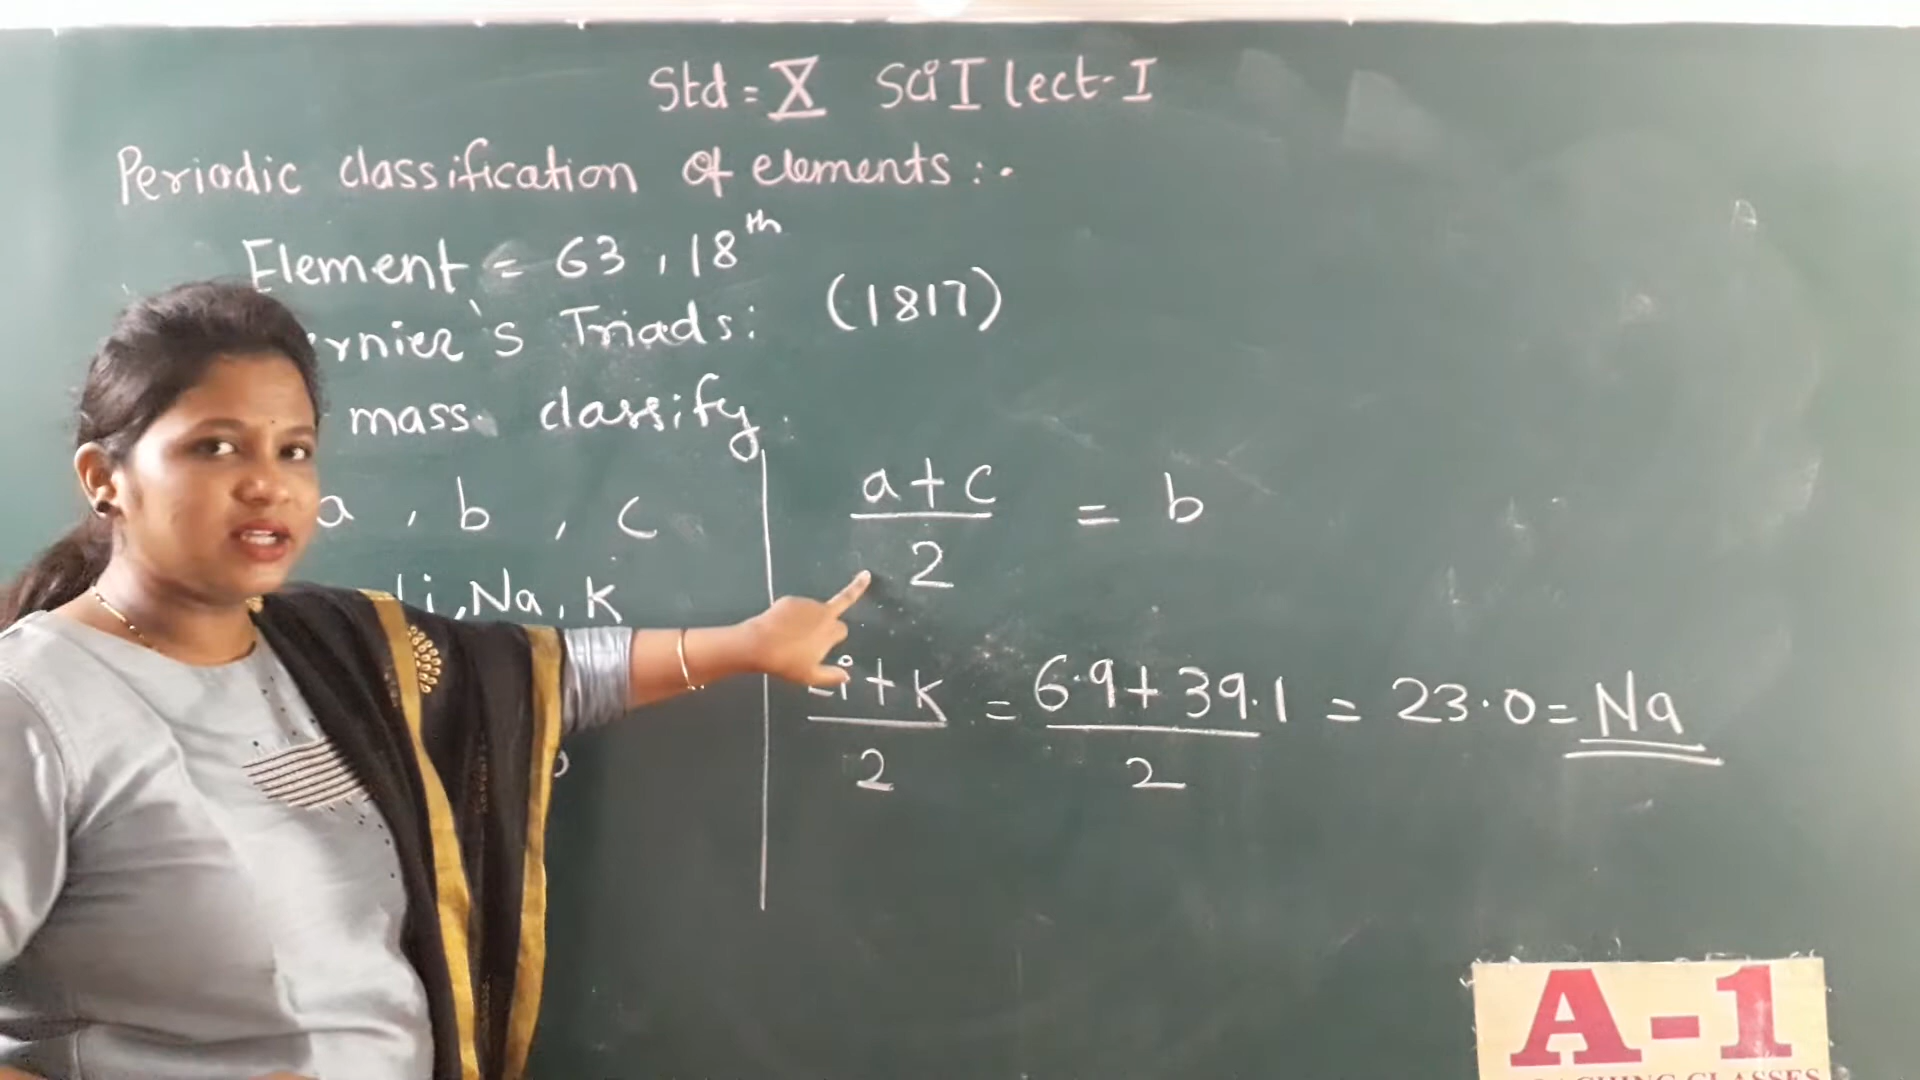 Std = X Sci I lect-I
Periodic classification of elements :-
Element = 63, 18th
rnier's Triads: (1817)
mass classify
a, b, c
a+c/2 = b
Li, Na, K
Li+K/2 = 6.9+39.1/2 = 23.0 = Na
A-1